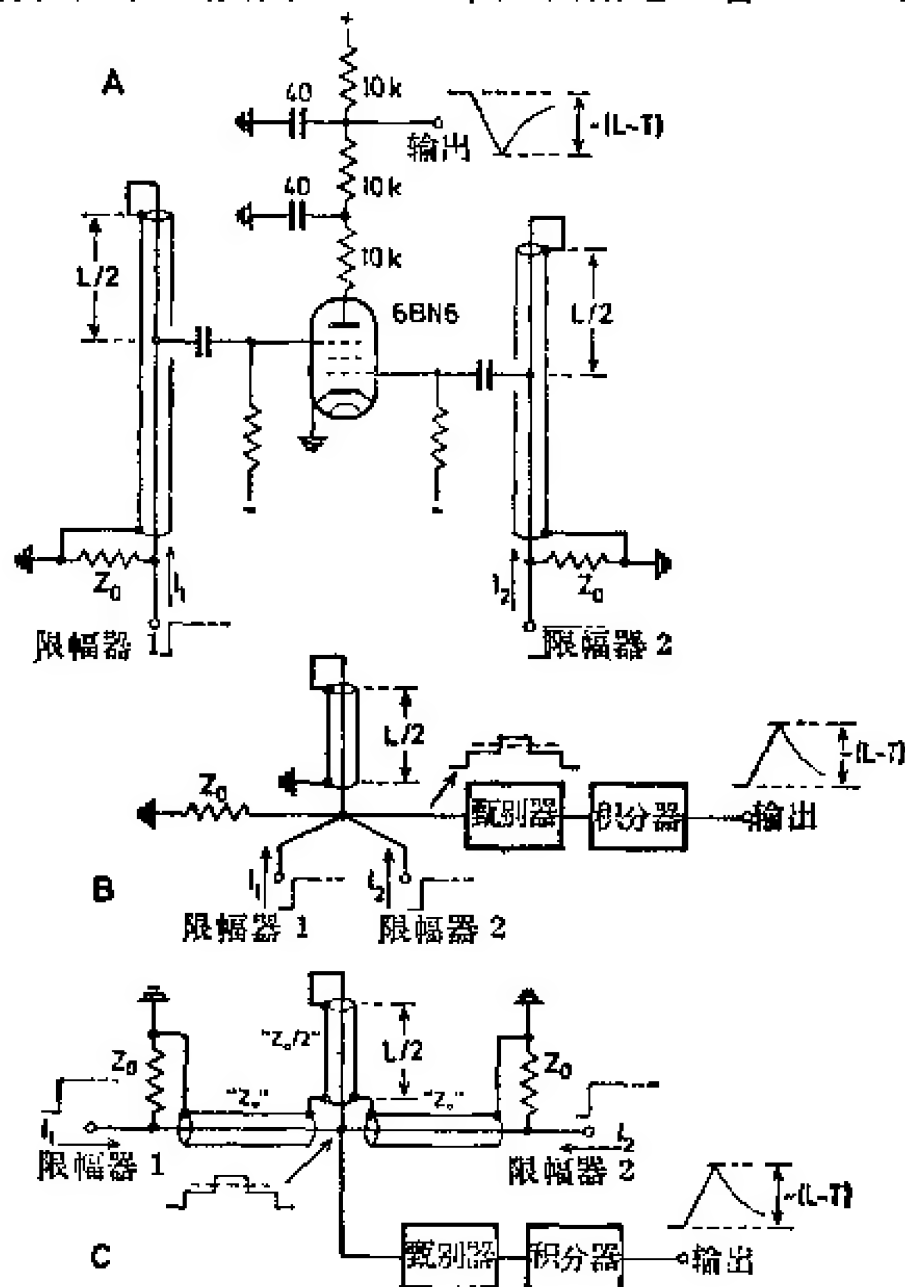 A
+
10k
40
输出
~(L-T)
10k
40
10k
L/2
6BN6
L/2
Z₀
I₁
I₂
Z₀
限幅器 1
限幅器 2
L/2
~(L-T)
Z₀
甄别器
积分器
输出
I₁
I₂
B
限幅器 1
限幅器 2
"Z₀/2"
L/2
Z₀
Z₀
"Z₀"
"Z₀"
I₁
I₂
限幅器 1
限幅器 2
~(L-T)
C
甄别器
积分器
输出